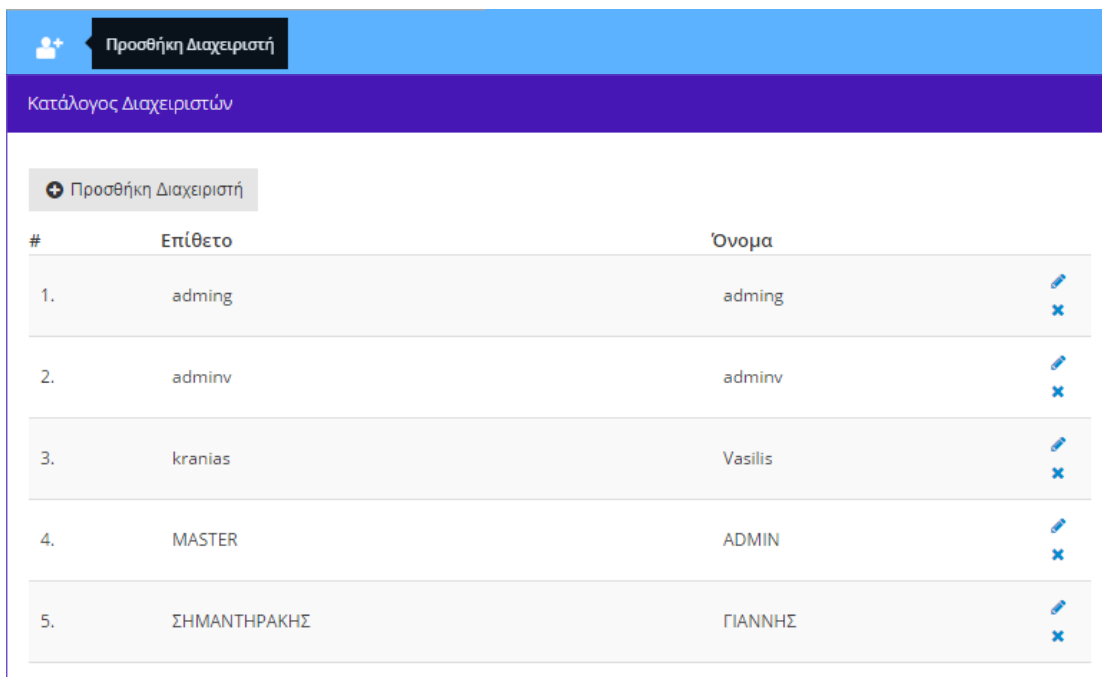 Προσθήκη Διαχειριστή
Κατάλογος Διαχειριστών
Προσθήκη Διαχειριστή
# Επίθετο Όνομα
1. adming adming
2. adminv adminv
3. kranias Vasilis
4. MASTER ADMIN
5. ΣΗΜΑΝΤΗΡΑΚΗΣ ΓΙΑΝΝΗΣ